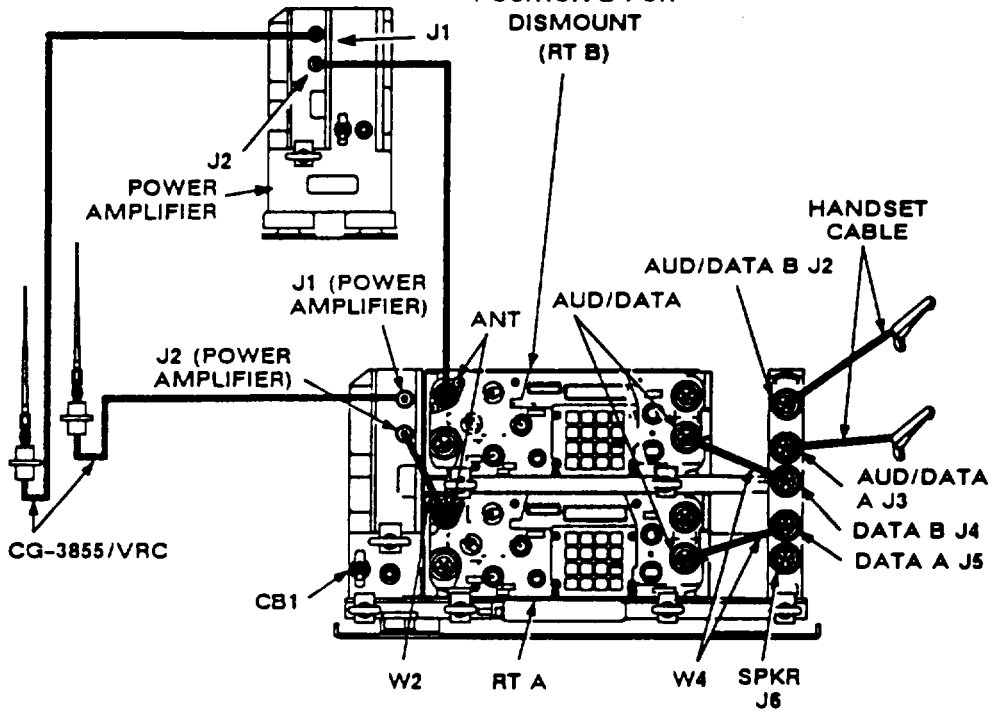 DISMOUNT
(RT B)
J1
J2
POWER
AMPLIFIER
HANDSET
CABLE
AUD/DATA B J2
J1 (POWER
AMPLIFIER)
AUD/DATA
ANT
J2 (POWER
AMPLIFIER)
AUD/DATA
A J3
DATA B J4
DATA A J5
CG-3855/VRC
CB1
W2
RT A
W4
SPKR
J6